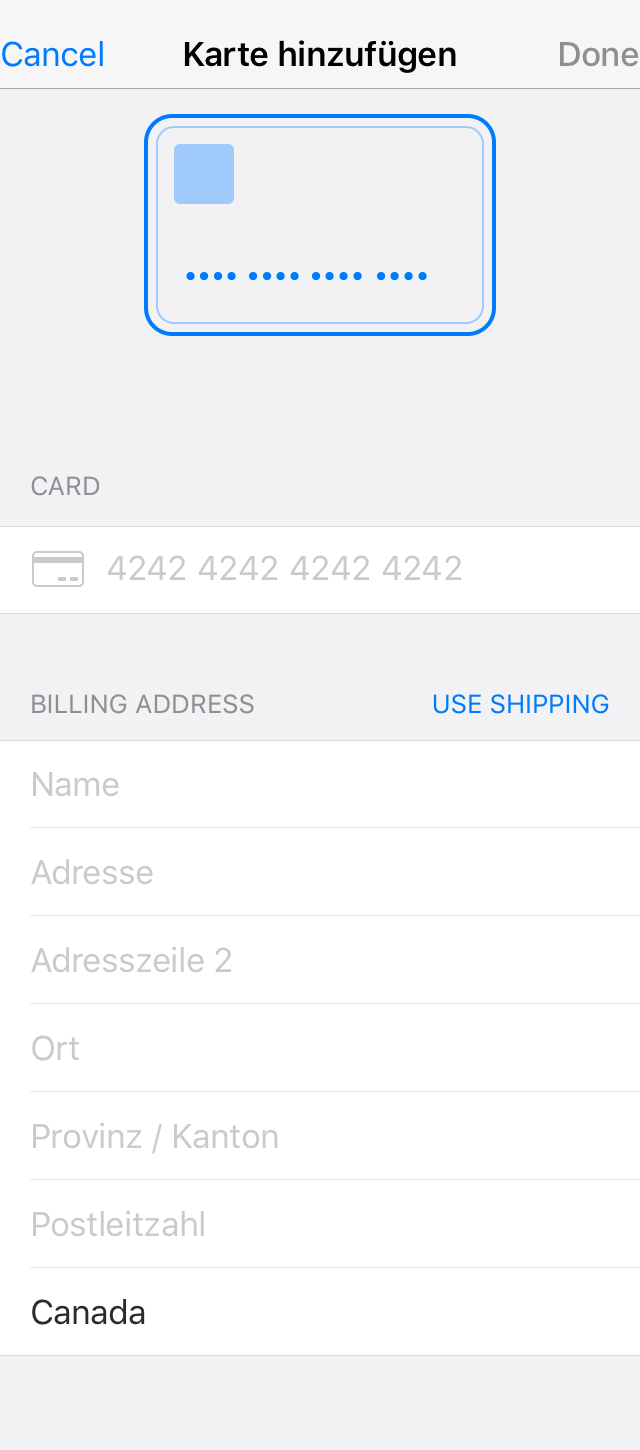 Cancel Karte hinzufügen Done
•••• •••• •••• ••••
CARD
4242 4242 4242 4242
BILLING ADDRESS USE SHIPPING
Name
Adresse
Adresszeile 2
Ort
Provinz / Kanton
Postleitzahl
Canada